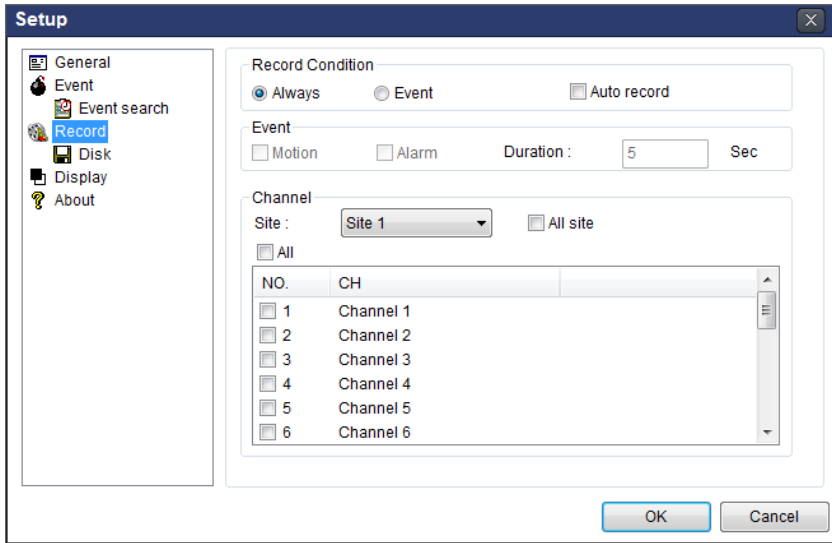 Setup
General
Event
Event search
Record
Disk
Display
About
Record Condition
Always Event Auto record
Event
Motion Alarm Duration : 5 Sec
Channel
Site : Site 1 All site
All
NO. CH
1 Channel 1
2 Channel 2
3 Channel 3
4 Channel 4
5 Channel 5
6 Channel 6
OK Cancel